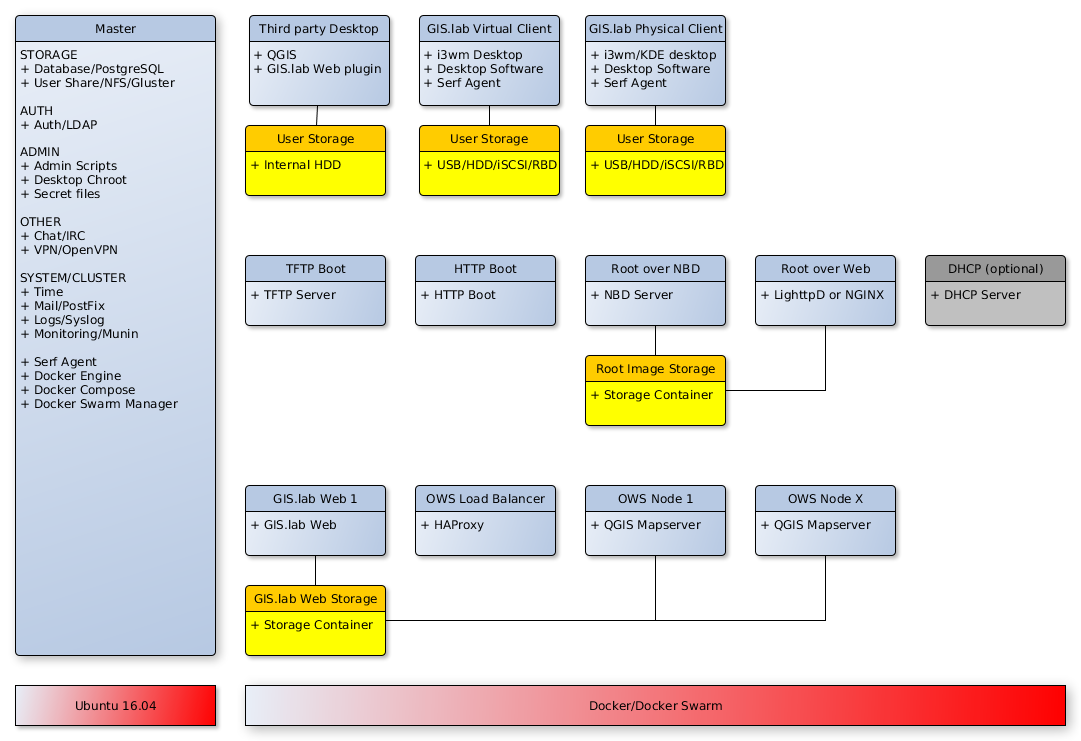 Master
STORAGE
+ Database/PostgreSQL
+ User Share/NFS/Gluster
AUTH
+ Auth/LDAP
ADMIN
+ Admin Scripts
+ Desktop Chroot
+ Secret files
OTHER
+ Chat/IRC
+ VPN/OpenVPN
SYSTEM/CLUSTER
+ Time
+ Mail/PostFix
+ Logs/Syslog
+ Monitoring/Munin
+ Serf Agent
+ Docker Engine
+ Docker Compose
+ Docker Swarm Manager
Third party Desktop
+ QGIS
+ GIS.lab Web plugin
User Storage
+ Internal HDD
GIS.lab Virtual Client
+ i3wm Desktop
+ Desktop Software
+ Serf Agent
User Storage
+ USB/HDD/iSCSI/RBD
GIS.lab Physical Client
+ i3wm/KDE desktop
+ Desktop Software
+ Serf Agent
User Storage
+ USB/HDD/iSCSI/RBD
TFTP Boot
+ TFTP Server
HTTP Boot
+ HTTP Boot
Root over NBD
+ NBD Server
Root over Web
+ LighttpD or NGINX
DHCP (optional)
+ DHCP Server
Root Image Storage
+ Storage Container
GIS.lab Web 1
+ GIS.lab Web
OWS Load Balancer
+ HAProxy
OWS Node 1
+ QGIS Mapserver
OWS Node X
+ QGIS Mapserver
GIS.lab Web Storage
+ Storage Container
Ubuntu 16.04
Docker/Docker Swarm